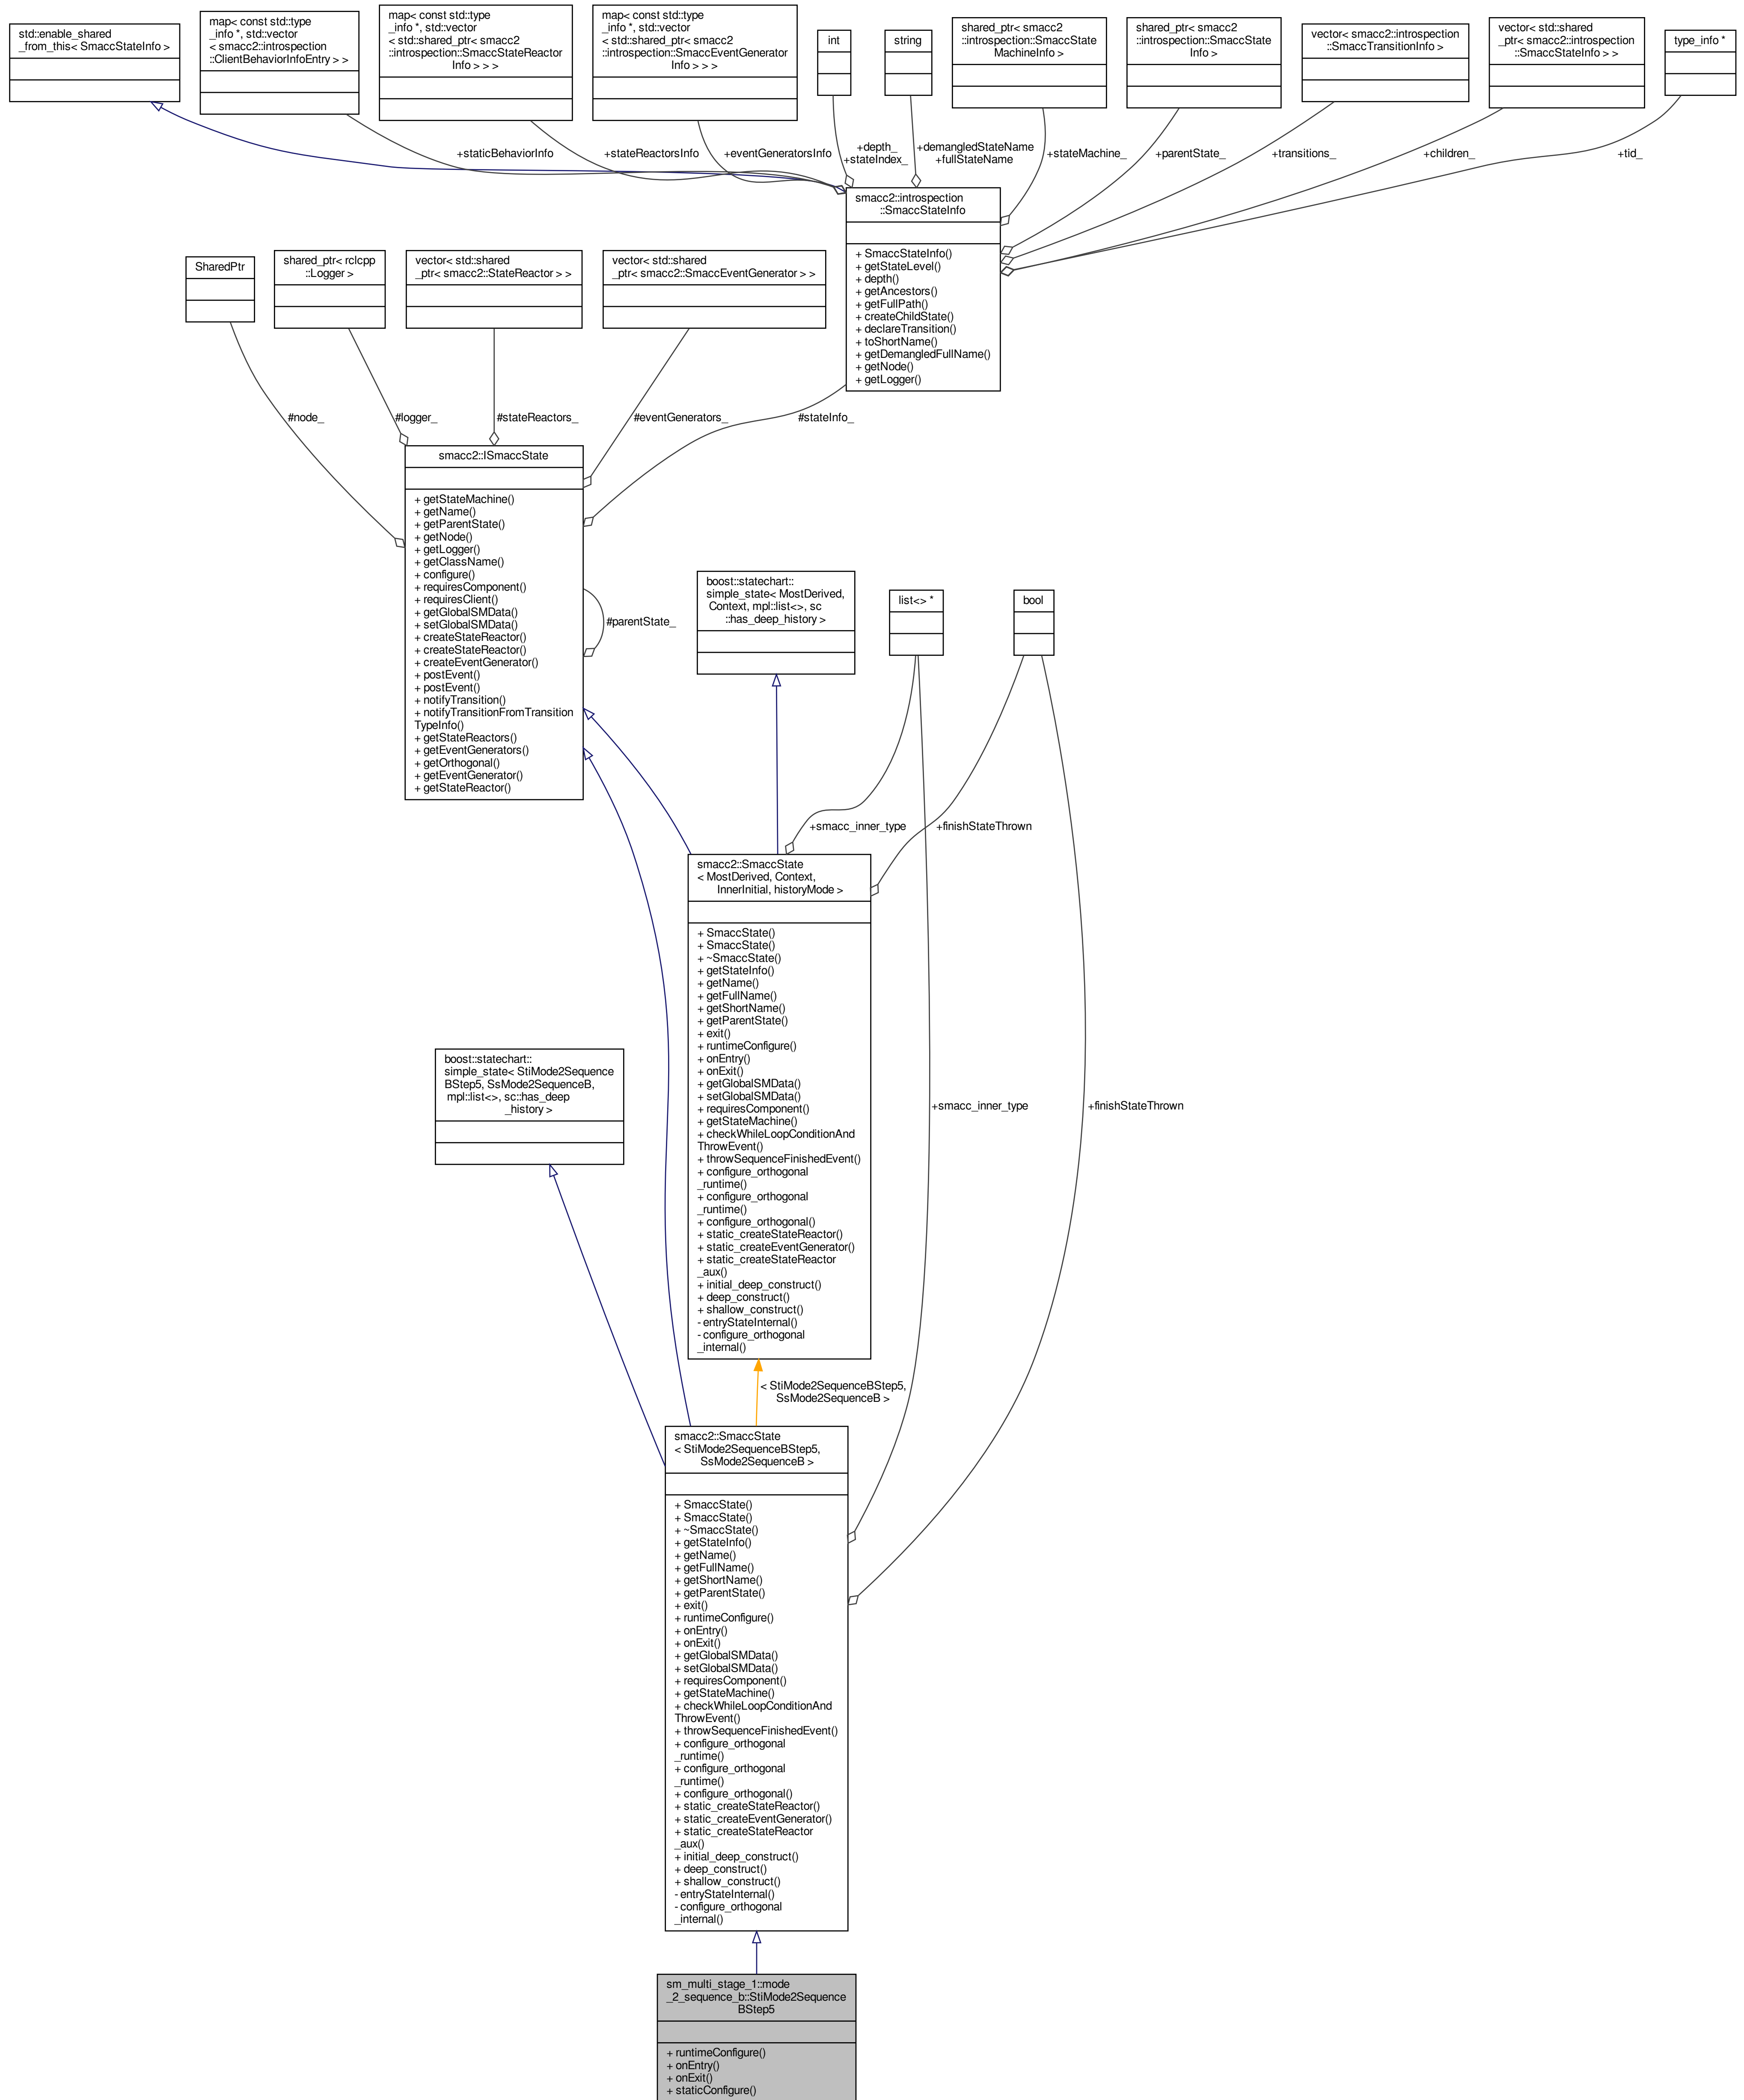 std::enable_shared
_from_this< SmaccStateInfo >
map< const std::type
_info *, std::vector
< smacc2::introspection
::ClientBehaviorInfoEntry > >
map< const std::type
_info *, std::vector
< std::shared_ptr< smacc2
::introspection::SmaccStateReactor
Info > > >
map< const std::type
_info *, std::vector
< std::shared_ptr< smacc2
::introspection::SmaccEventGenerator
Info > > >
int
string
shared_ptr< smacc2
::introspection::SmaccState
MachineInfo >
shared_ptr< smacc2
::introspection::SmaccState
Info >
vector< smacc2::introspection
::SmaccTransitionInfo >
vector< std::shared
_ptr< smacc2::introspection
::SmaccStateInfo > >
type_info *
+staticBehaviorInfo
+stateReactorsInfo
+eventGeneratorsInfo
+depth_
+stateIndex_
+demangledStateName
+fullStateName
+stateMachine_
+parentState_
+transitions_
+children_
+tid_
smacc2::introspection
::SmaccStateInfo
+ SmaccStateInfo()
+ getStateLevel()
+ depth()
+ getAncestors()
+ getFullPath()
+ createChildState()
+ declareTransition()
+ toShortName()
+ getDemangledFullName()
+ getNode()
+ getLogger()
SharedPtr
shared_ptr< rclcpp
::Logger >
vector< std::shared
_ptr< smacc2::StateReactor > >
vector< std::shared
_ptr< smacc2::SmaccEventGenerator > >
#node_
#logger_
#stateReactors_
#eventGenerators_
#stateInfo_
smacc2::ISmaccState
+ getStateMachine()
+ getName()
+ getParentState()
+ getNode()
+ getLogger()
+ getClassName()
+ configure()
+ requiresComponent()
+ requiresClient()
+ getGlobalSMData()
+ setGlobalSMData()
+ createStateReactor()
+ createStateReactor()
+ createEventGenerator()
+ postEvent()
+ postEvent()
+ notifyTransition()
+ notifyTransitionFromTransition
TypeInfo()
+ getStateReactors()
+ getEventGenerators()
+ getOrthogonal()
+ getEventGenerator()
+ getStateReactor()
#parentState_
boost::statechart::
simple_state< MostDerived,
Context, mpl::list<>, sc
::has_deep_history >
list<> *
bool
+smacc_inner_type
+finishStateThrown
smacc2::SmaccState
< MostDerived, Context,
InnerInitial, historyMode >
+ SmaccState()
+ SmaccState()
+ ~SmaccState()
+ getStateInfo()
+ getName()
+ getFullName()
+ getShortName()
+ getParentState()
+ exit()
+ runtimeConfigure()
+ onEntry()
+ onExit()
+ getGlobalSMData()
+ setGlobalSMData()
+ requiresComponent()
+ getStateMachine()
+ checkWhileLoopConditionAnd
ThrowEvent()
+ throwSequenceFinishedEvent()
+ configure_orthogonal
_runtime()
+ configure_orthogonal
_runtime()
+ configure_orthogonal()
+ static_createStateReactor()
+ static_createEventGenerator()
+ static_createStateReactor
_aux()
+ initial_deep_construct()
+ deep_construct()
+ shallow_construct()
- entryStateInternal()
- configure_orthogonal
_internal()
boost::statechart::
simple_state< StiMode2Sequence
BStep5, SsMode2SequenceB,
mpl::list<>, sc::has_deep
_history >
+smacc_inner_type
+finishStateThrown
< StiMode2SequenceBStep5,
SsMode2SequenceB >
smacc2::SmaccState
< StiMode2SequenceBStep5,
SsMode2SequenceB >
+ SmaccState()
+ SmaccState()
+ ~SmaccState()
+ getStateInfo()
+ getName()
+ getFullName()
+ getShortName()
+ getParentState()
+ exit()
+ runtimeConfigure()
+ onEntry()
+ onExit()
+ getGlobalSMData()
+ setGlobalSMData()
+ requiresComponent()
+ getStateMachine()
+ checkWhileLoopConditionAnd
ThrowEvent()
+ throwSequenceFinishedEvent()
+ configure_orthogonal
_runtime()
+ configure_orthogonal
_runtime()
+ configure_orthogonal()
+ static_createStateReactor()
+ static_createEventGenerator()
+ static_createStateReactor
_aux()
+ initial_deep_construct()
+ deep_construct()
+ shallow_construct()
- entryStateInternal()
- configure_orthogonal
_internal()
sm_multi_stage_1::mode
_2_sequence_b::StiMode2Sequence
BStep5
+ runtimeConfigure()
+ onEntry()
+ onExit()
+ staticConfigure()